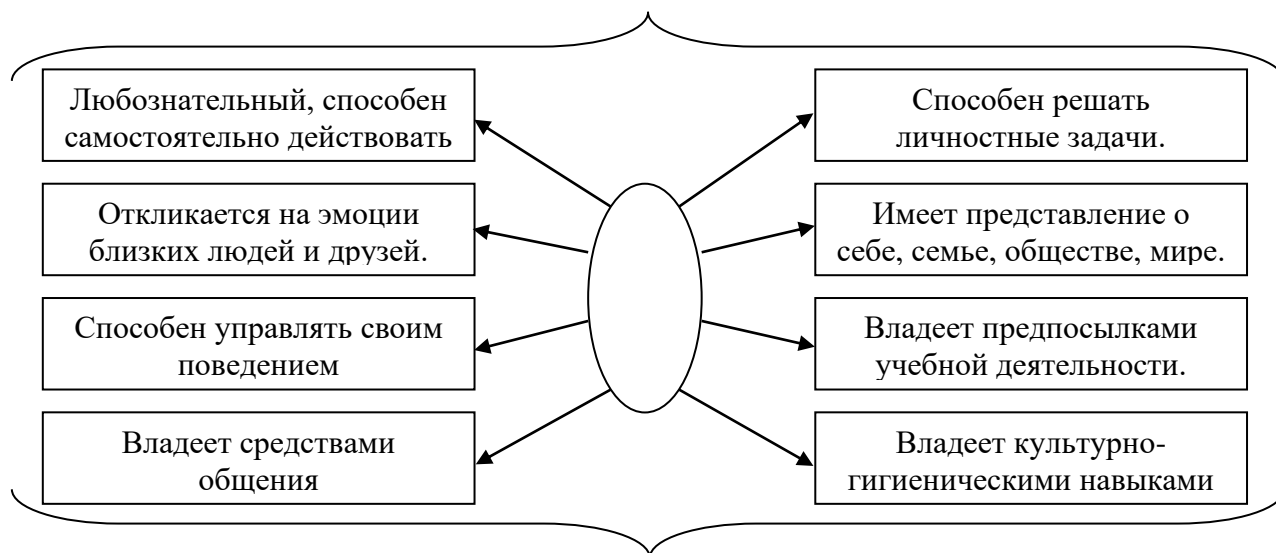 Любознательный, способен
самостоятельно действовать
Откликается на эмоции
близких людей и друзей.
Способен управлять своим
поведением
Владеет средствами
общения
Способен решать
личностные задачи.
Имеет представление о
себе, семье, обществе, мире.
Владеет предпосылками
учебной деятельности.
Владеет культурно-
гигиеническими навыками